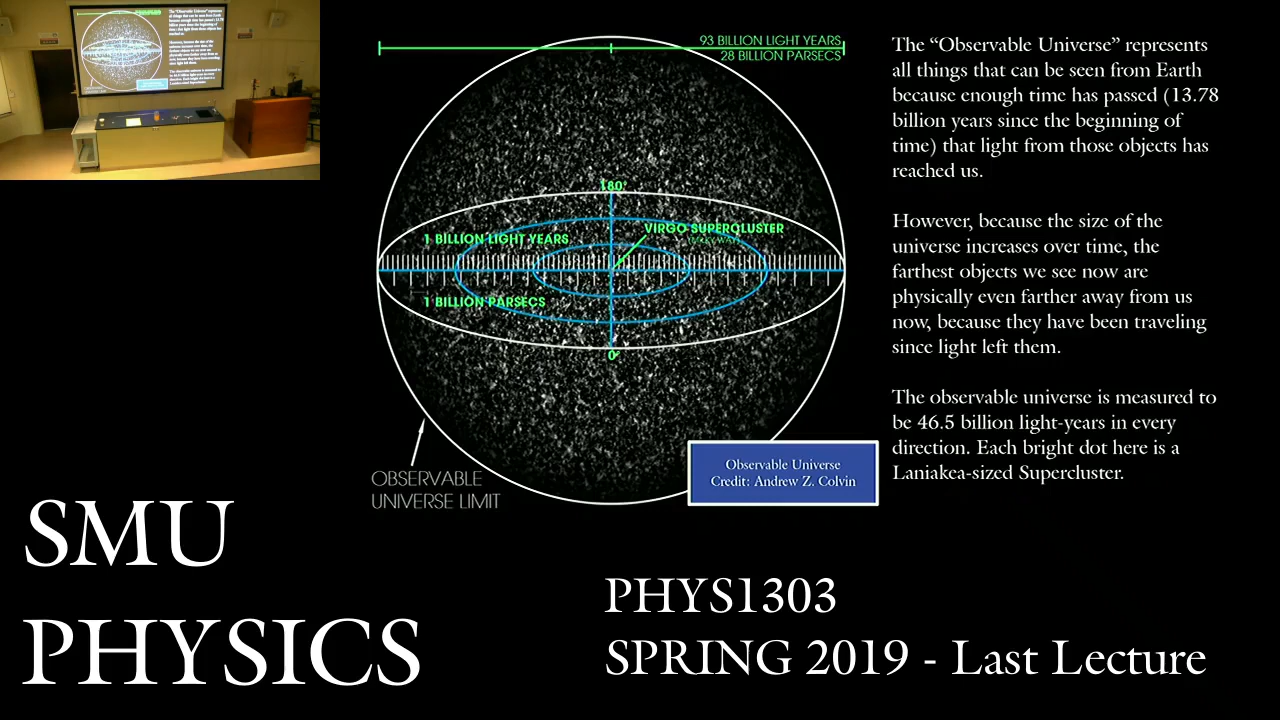 93 BILLION LIGHT YEARS
28 BILLION PARSECS
180°
VIRGO SUPERCLUSTER
(MILKY WAY)
1 BILLION LIGHT YEARS
1 BILLION PARSECS
0°
OBSERVABLE
UNIVERSE LIMIT
Observable Universe
Credit: Andrew Z. Colvin
The “Observable Universe” represents
all things that can be seen from Earth
because enough time has passed (13.78
billion years since the beginning of
time) that light from those objects has
reached us.
However, because the size of the
universe increases over time, the
farthest objects we see now are
physically even farther away from us
now, because they have been traveling
since light left them.
The observable universe is measured to
be 46.5 billion light-years in every
direction. Each bright dot here is a
Laniakea-sized Supercluster.
SMU
PHYSICS
PHYS1303
SPRING 2019 - Last Lecture